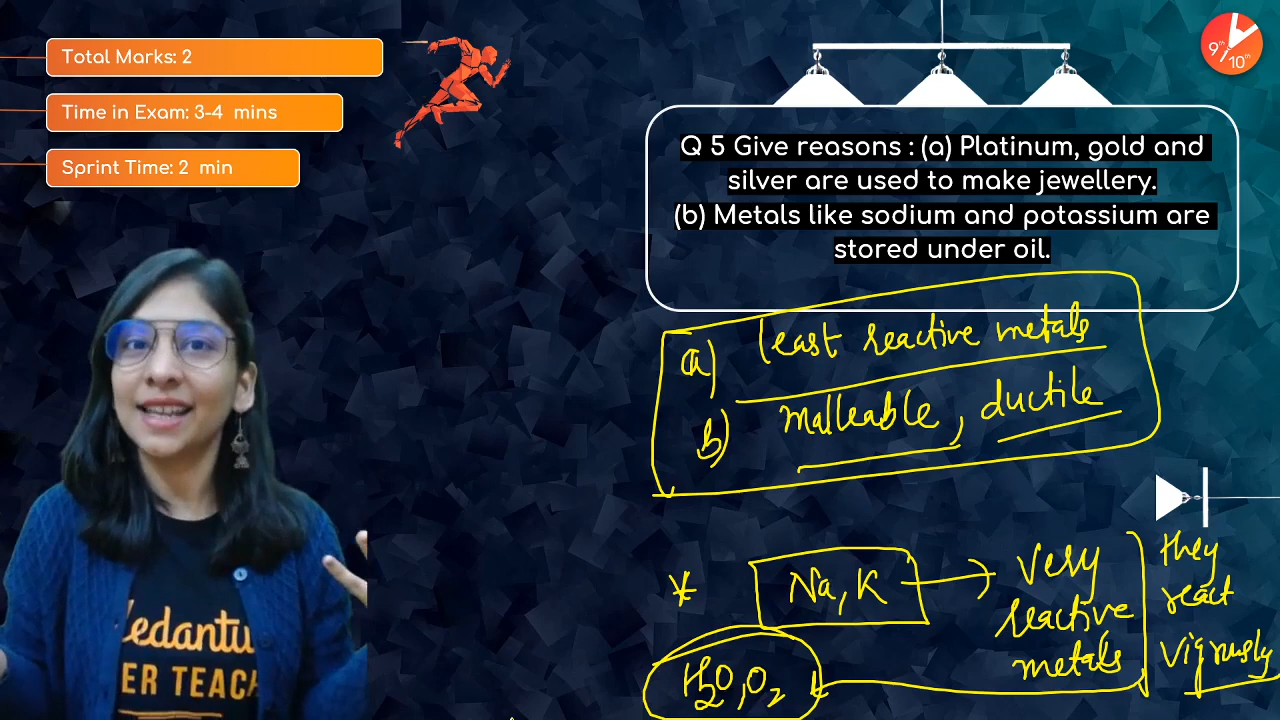 Total Marks: 2
Time in Exam: 3-4 mins
Sprint Time: 2 min
9th
10th
Q 5 Give reasons : (a) Platinum, gold and
silver are used to make jewellery.
(b) Metals like sodium and potassium are
stored under oil.
a) least reactive metals
b) malleable, ductile
* Na, K → very
reactive
metals
they
react
vigrously
H2O, O2
edantu
ER TEACH